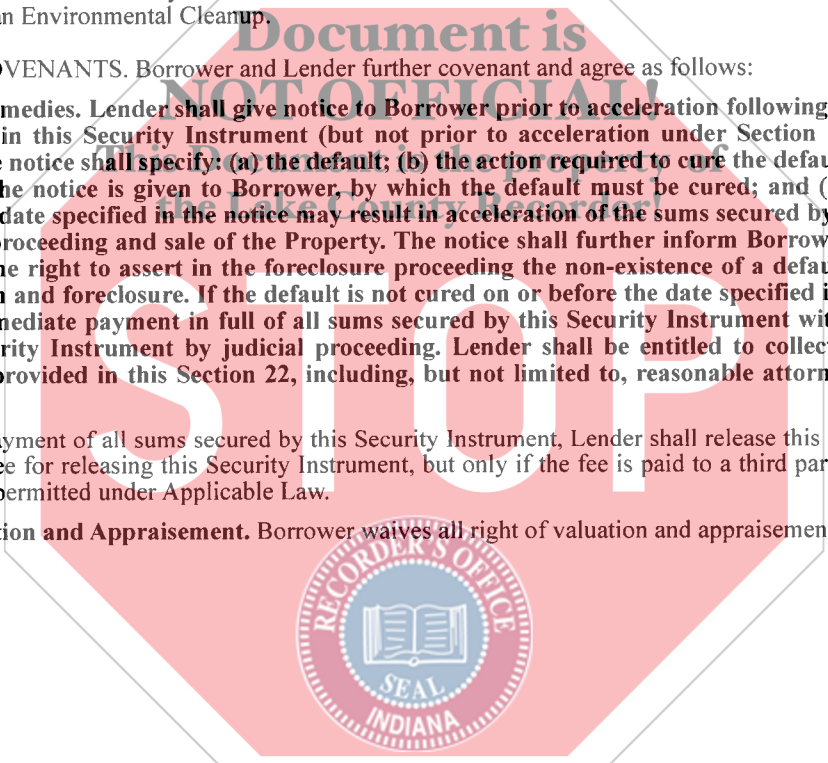 n Environmental Cleanup.
Document is
OVENANTS. Borrower and Lender further covenant and agree as follows:
NOT OFFICIAL!
medies. Lender shall give notice to Borrower prior to acceleration following
in this Security Instrument (but not prior to acceleration under Section
The Document is the property of
e notice shall specify: (a) the default; (b) the action required to cure the defau
he notice is given to Borrower, by which the default must be cured; and (
the Lake County Recorder!
date specified in the notice may result in acceleration of the sums secured by
roceeding and sale of the Property. The notice shall further inform Borrow
he right to assert in the foreclosure proceeding the non-existence of a defau
n and foreclosure. If the default is not cured on or before the date specified i
mediate payment in full of all sums secured by this Security Instrument wit
rity Instrument by judicial proceeding. Lender shall be entitled to collec
provided in this Section 22, including, but not limited to, reasonable attorn
STOP
ayment of all sums secured by this Security Instrument, Lender shall release this
ee for releasing this Security Instrument, but only if the fee is paid to a third par
permitted under Applicable Law.
tion and Appraisement. Borrower waives all right of valuation and appraisemen
RECORDER'S OFFICE
SEAL
INDIANA